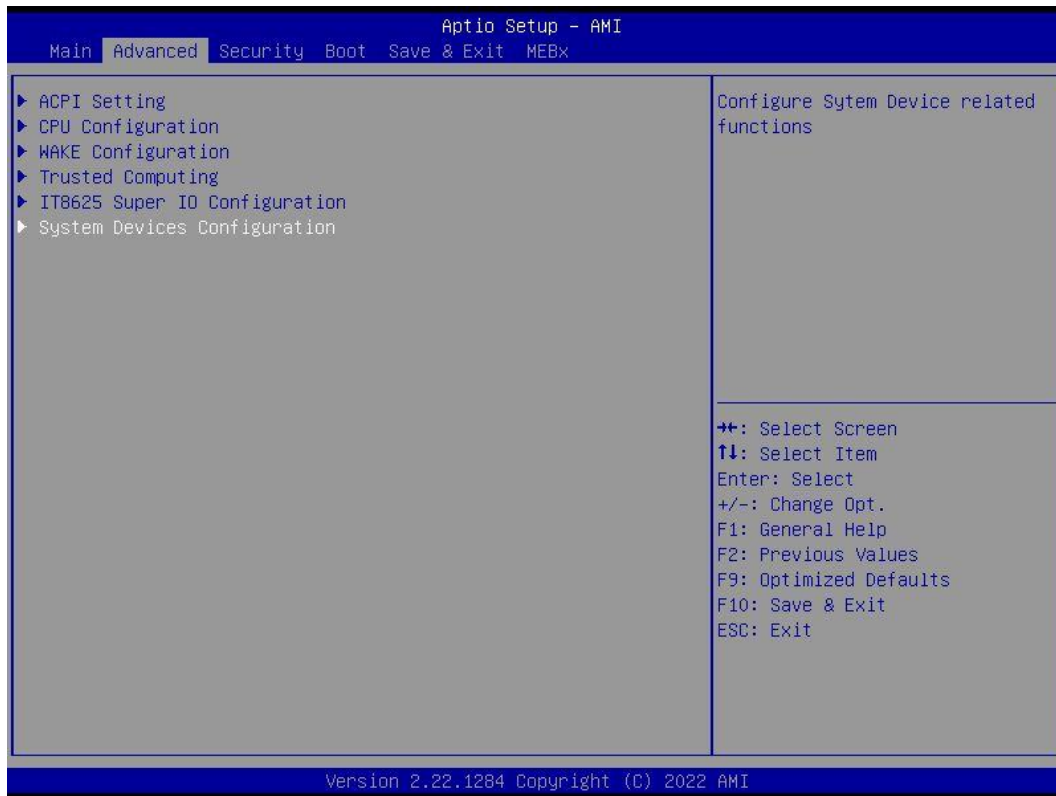 Aptio Setup - AMI
Main Advanced Security Boot Save & Exit MEBx
▶ ACPI Setting
▶ CPU Configuration
▶ WAKE Configuration
▶ Trusted Computing
▶ IT8625 Super IO Configuration
▶ System Devices Configuration
Configure Sytem Device related
functions
→←: Select Screen
↑↓: Select Item
Enter: Select
+/-: Change Opt.
F1: General Help
F2: Previous Values
F9: Optimized Defaults
F10: Save & Exit
ESC: Exit
Version 2.22.1284 Copyright (C) 2022 AMI